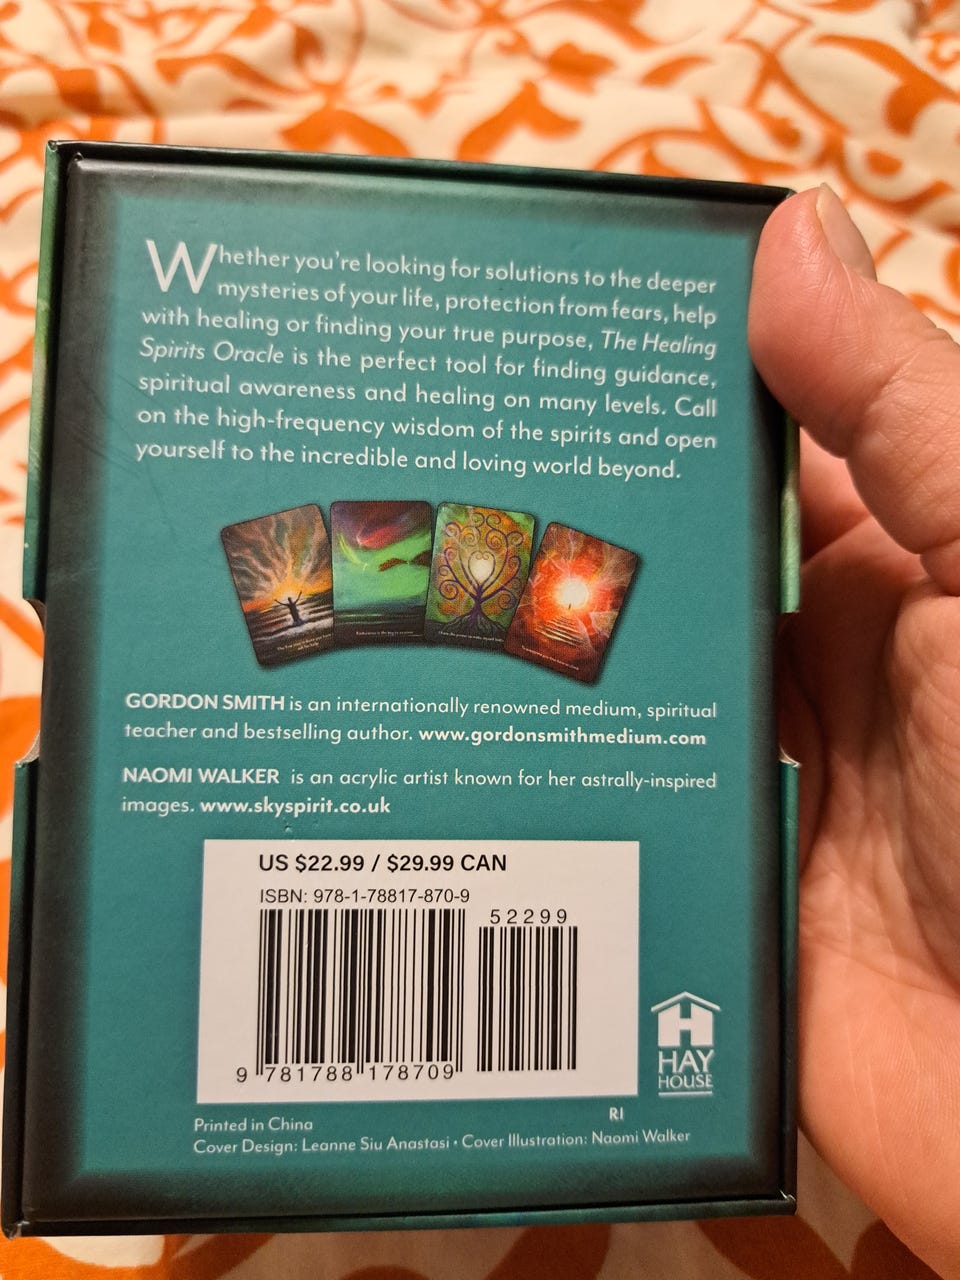 Whether you're looking for solutions to the deeper
mysteries of your life, protection from fears, help
with healing or finding your true purpose, The Healing
Spirits Oracle is the perfect tool for finding guidance,
spiritual awareness and healing on many levels. Call
on the high-frequency wisdom of the spirits and open
yourself to the incredible and loving world beyond.
GORDON SMITH is an internationally renowned medium, spiritual
teacher and bestselling author. www.gordonsmithmedium.com
NAOMI WALKER is an acrylic artist known for her astrally-inspired
images. www.skyspirit.co.uk
US $22.99 / $29.99 CAN
ISBN: 978-1-78817-870-9
52299
9 781788 178709
HAY
HOUSE
RI
Printed in China
Cover Design: Leanne Siu Anastasi • Cover Illustration: Naomi Walker